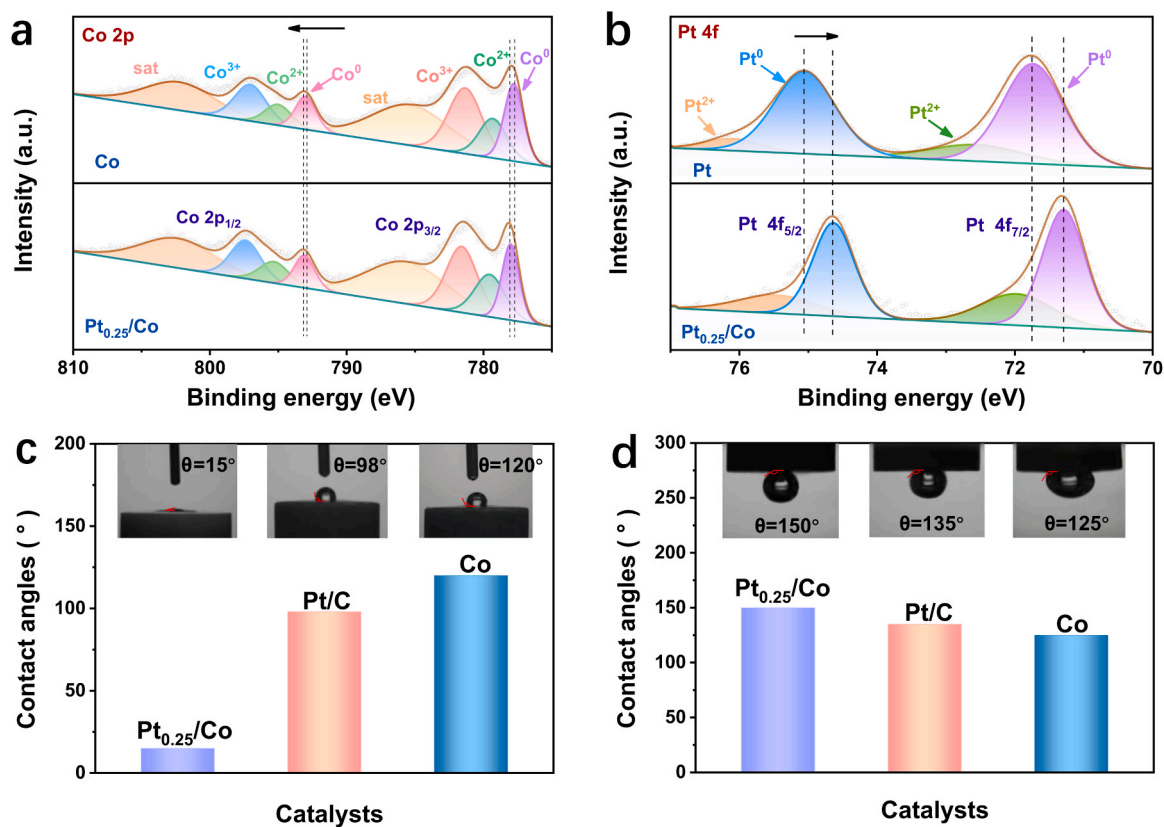 a
Co 2p
sat
Co³⁺
Co²⁺
Co⁰
sat
Co³⁺
Co²⁺
Co⁰
Co
Co 2p₁/₂
Co 2p₃/₂
Pt₀.₂₅/Co
Intensity (a.u.)
810 800 790 780
Binding energy (eV)
b
Pt 4f
Pt²⁺
Pt⁰
Pt²⁺
Pt⁰
Pt
Pt 4f₅/₂
Pt 4f₇/₂
Pt₀.₂₅/Co
Intensity (a.u.)
76 74 72 70
Binding energy (eV)
c
θ=15°
θ=98°
θ=120°
Contact angles (°)
200
150
100
50
0
Pt₀.₂₅/Co
Pt/C
Co
Catalysts
d
θ=150°
θ=135°
θ=125°
Contact angles (°)
300
250
200
150
100
50
0
Pt₀.₂₅/Co
Pt/C
Co
Catalysts